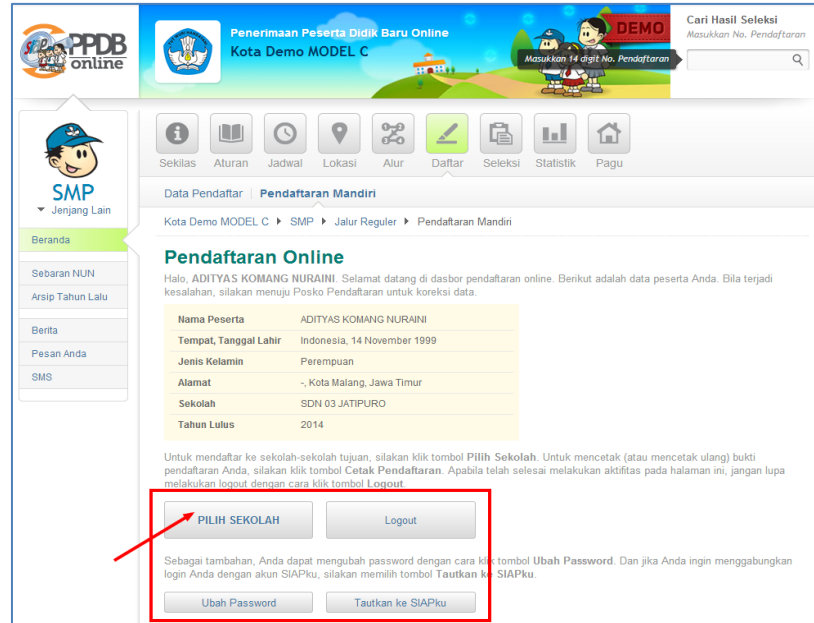 PPDB
online
Penerimaan Peserta Didik Baru Online
Kota Demo MODEL C
DEMO
Masukkan 14 digit No. Pendaftaran
Cari Hasil Seleksi
Masukkan No. Pendaftaran
SMP
Jenjang Lain
Beranda
Sebaran NUN
Arsip Tahun Lalu
Berita
Pesan Anda
SMS
Sekilas Aturan Jadwal Lokasi Alur Daftar Seleksi Statistik Pagu
Data Pendaftar Pendaftaran Mandiri
Kota Demo MODEL C SMP Jalur Reguler Pendaftaran Mandiri
Pendaftaran Online
Halo, ADITYAS KOMANG NURAINI. Selamat datang di dasbor pendaftaran online. Berikut adalah data peserta Anda. Bila terjadi
kesalahan, silakan menuju Posko Pendaftaran untuk koreksi data.
Nama Peserta ADITYAS KOMANG NURAINI
Tempat, Tanggal Lahir Indonesia, 14 November 1999
Jenis Kelamin Perempuan
Alamat -, Kota Malang, Jawa Timur
Sekolah SDN 03 JATIPURO
Tahun Lulus 2014
Untuk mendaftar ke sekolah-sekolah tujuan, silakan klik tombol Pilih Sekolah. Untuk mencetak (atau mencetak ulang) bukti
pendaftaran Anda, silakan klik tombol Cetak Pendaftaran. Apabila telah selesai melakukan aktifitas pada halaman ini, jangan lupa
melakukan logout dengan cara klik tombol Logout.
PILIH SEKOLAH Logout
Sebagai tambahan, Anda dapat mengubah password dengan cara klik tombol Ubah Password. Dan jika Anda ingin menggabungkan
login Anda dengan akun SIAPku, silakan memilih tombol Tautkan ke SIAPku.
Ubah Password Tautkan ke SIAPku